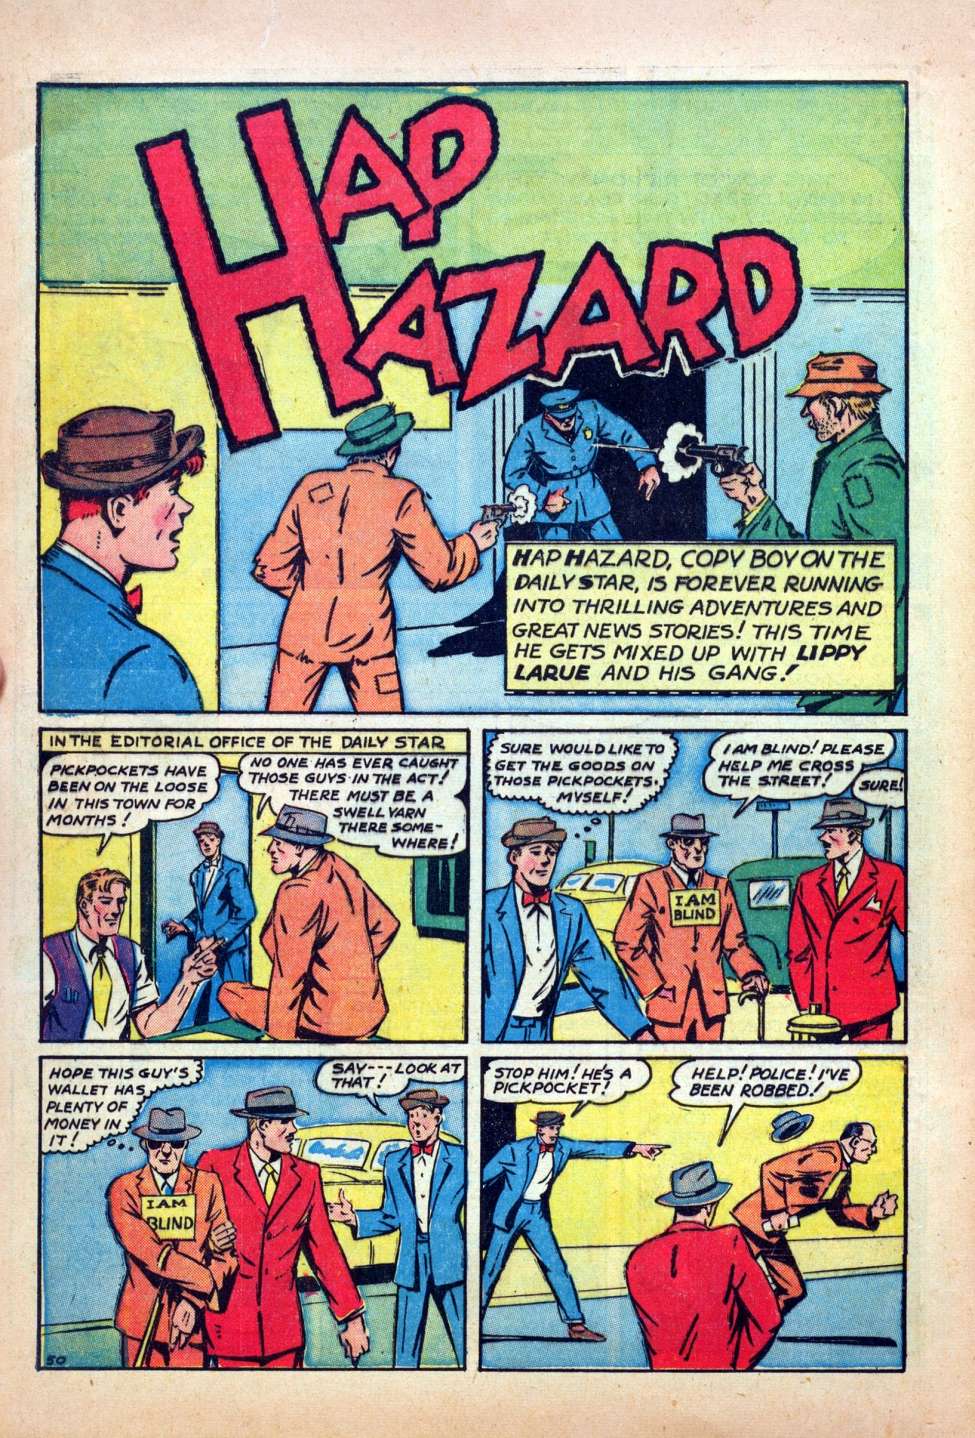 HAP
HAZARD
HAP HAZARD, COPY BOY ON THE
DAILY STAR, IS FOREVER RUNNING
INTO THRILLING ADVENTURES AND
GREAT NEWS STORIES! THIS TIME
HE GETS MIXED UP WITH LIPPY
LARUE AND HIS GANG!
IN THE EDITORIAL OFFICE OF THE DAILY STAR
PICKPOCKETS HAVE
BEEN ON THE LOOSE
IN THIS TOWN FOR
MONTHS!
NO ONE HAS EVER CAUGHT
THOSE GUYS IN THE ACT!
THERE MUST BE A
SWELL YARN
THERE SOME-
WHERE!
SURE WOULD LIKE TO
GET THE GOODS ON
THOSE PICKPOCKETS,
MYSELF!
I AM BLIND! PLEASE
HELP ME CROSS
THE STREET!
SURE!
I AM
BLIND
HOPE THIS GUY'S
WALLET HAS
PLENTY OF
MONEY IN
IT!
SAY---LOOK AT
THAT!
I AM
BLIND
50
STOP HIM! HE'S A
PICKPOCKET!
HELP! POLICE! I'VE
BEEN ROBBED!